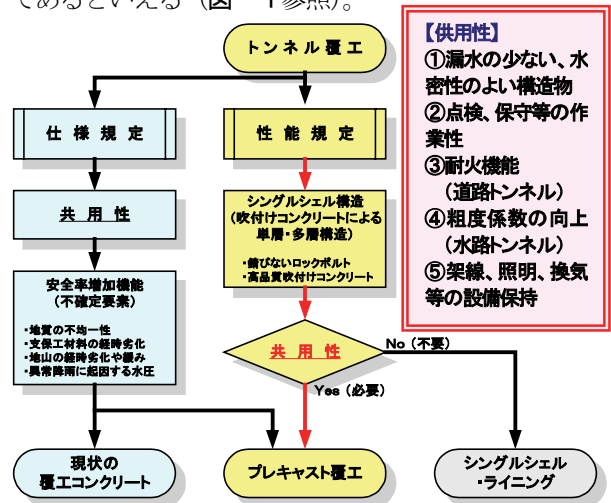 であるといえる（図－1参照）。
トンネル覆工
仕様規定
性能規定
共用性
シングルシェル構造
（吹付けコンクリートによる
単層・多層構造）
・錆びないロックボルト
・高品質吹付けコンクリート
安全率増加機能
（不確定要素）
・地質の不均一性
・支保工材料の経時劣化
・地山の経時劣化や緩み
・異常降雨に起因する水圧
共用性
No（不要）
Yes（必要）
現状の
覆工コンクリート
プレキャスト覆工
シングルシェル
・ライニング
【供用性】
①漏水の少ない、水
密性のよい構造物
②点検、保守等の作
業性
③耐火機能
（道路トンネル）
④粗度係数の向上
（水路トンネル）
⑤架線、照明、換気
等の設備保持